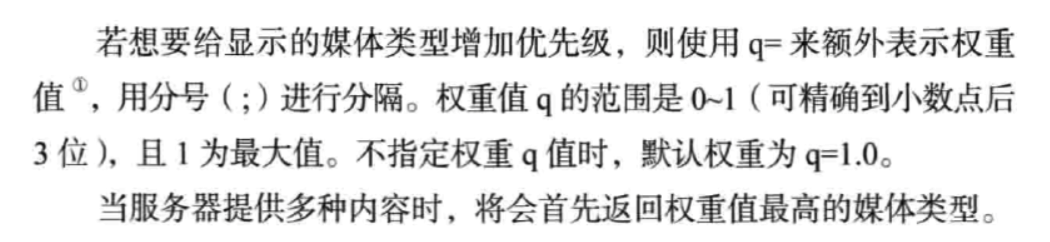 若想要给显示的媒体类型增加优先级，则使用 q= 来额外表示权重
值①，用分号（;）进行分隔。权重值 q 的范围是 0~1（可精确到小数点后
3 位），且 1 为最大值。不指定权重 q 值时，默认权重为 q=1.0。
当服务器提供多种内容时，将会首先返回权重值最高的媒体类型。